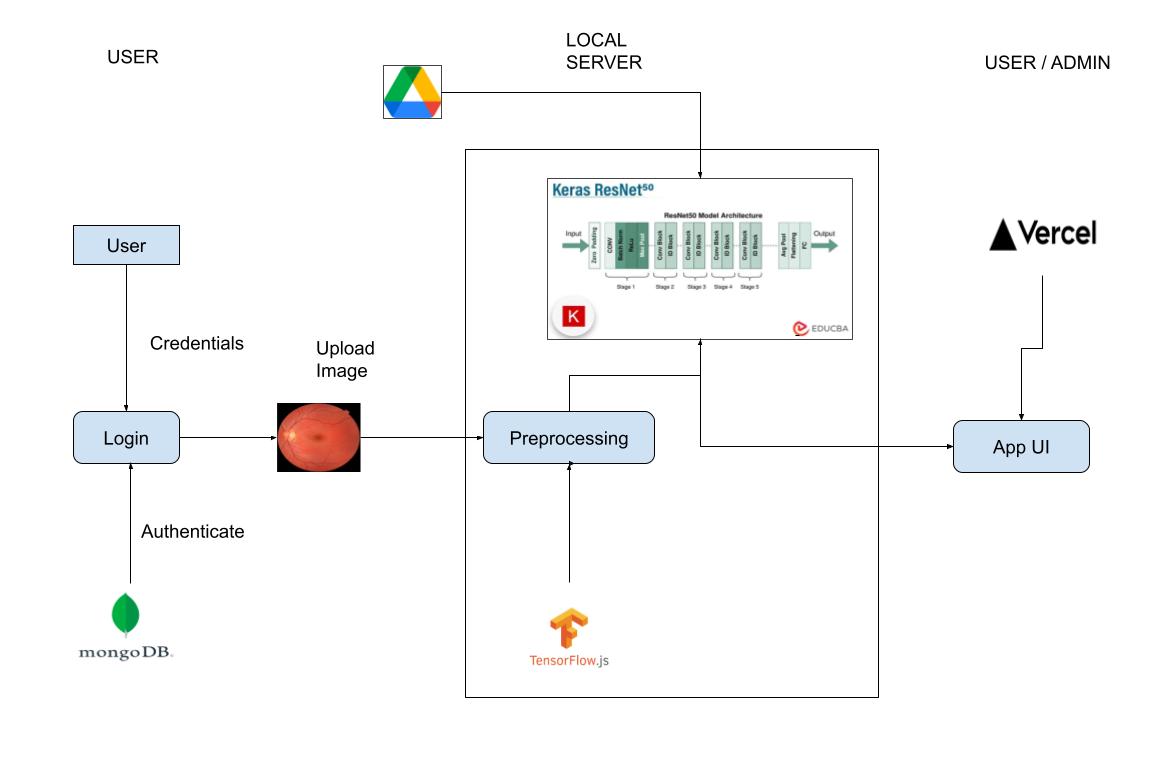 USER
LOCAL
SERVER
USER / ADMIN
Keras ResNet50
ResNet50 Model Architecture
Input
Zero Padding
CONV
Batch Norm
ReLu
Max Pool
Conv Block
ID Block
Conv Block
ID Block
Conv Block
ID Block
Conv Block
ID Block
Avg Pool
Flattening
FC
Output
Stage 1
Stage 2
Stage 3
Stage 4
Stage 5
K
EDUCBA
Vercel
User
Credentials
Upload
Image
Login
Preprocessing
App UI
Authenticate
mongoDB.
TensorFlow.js